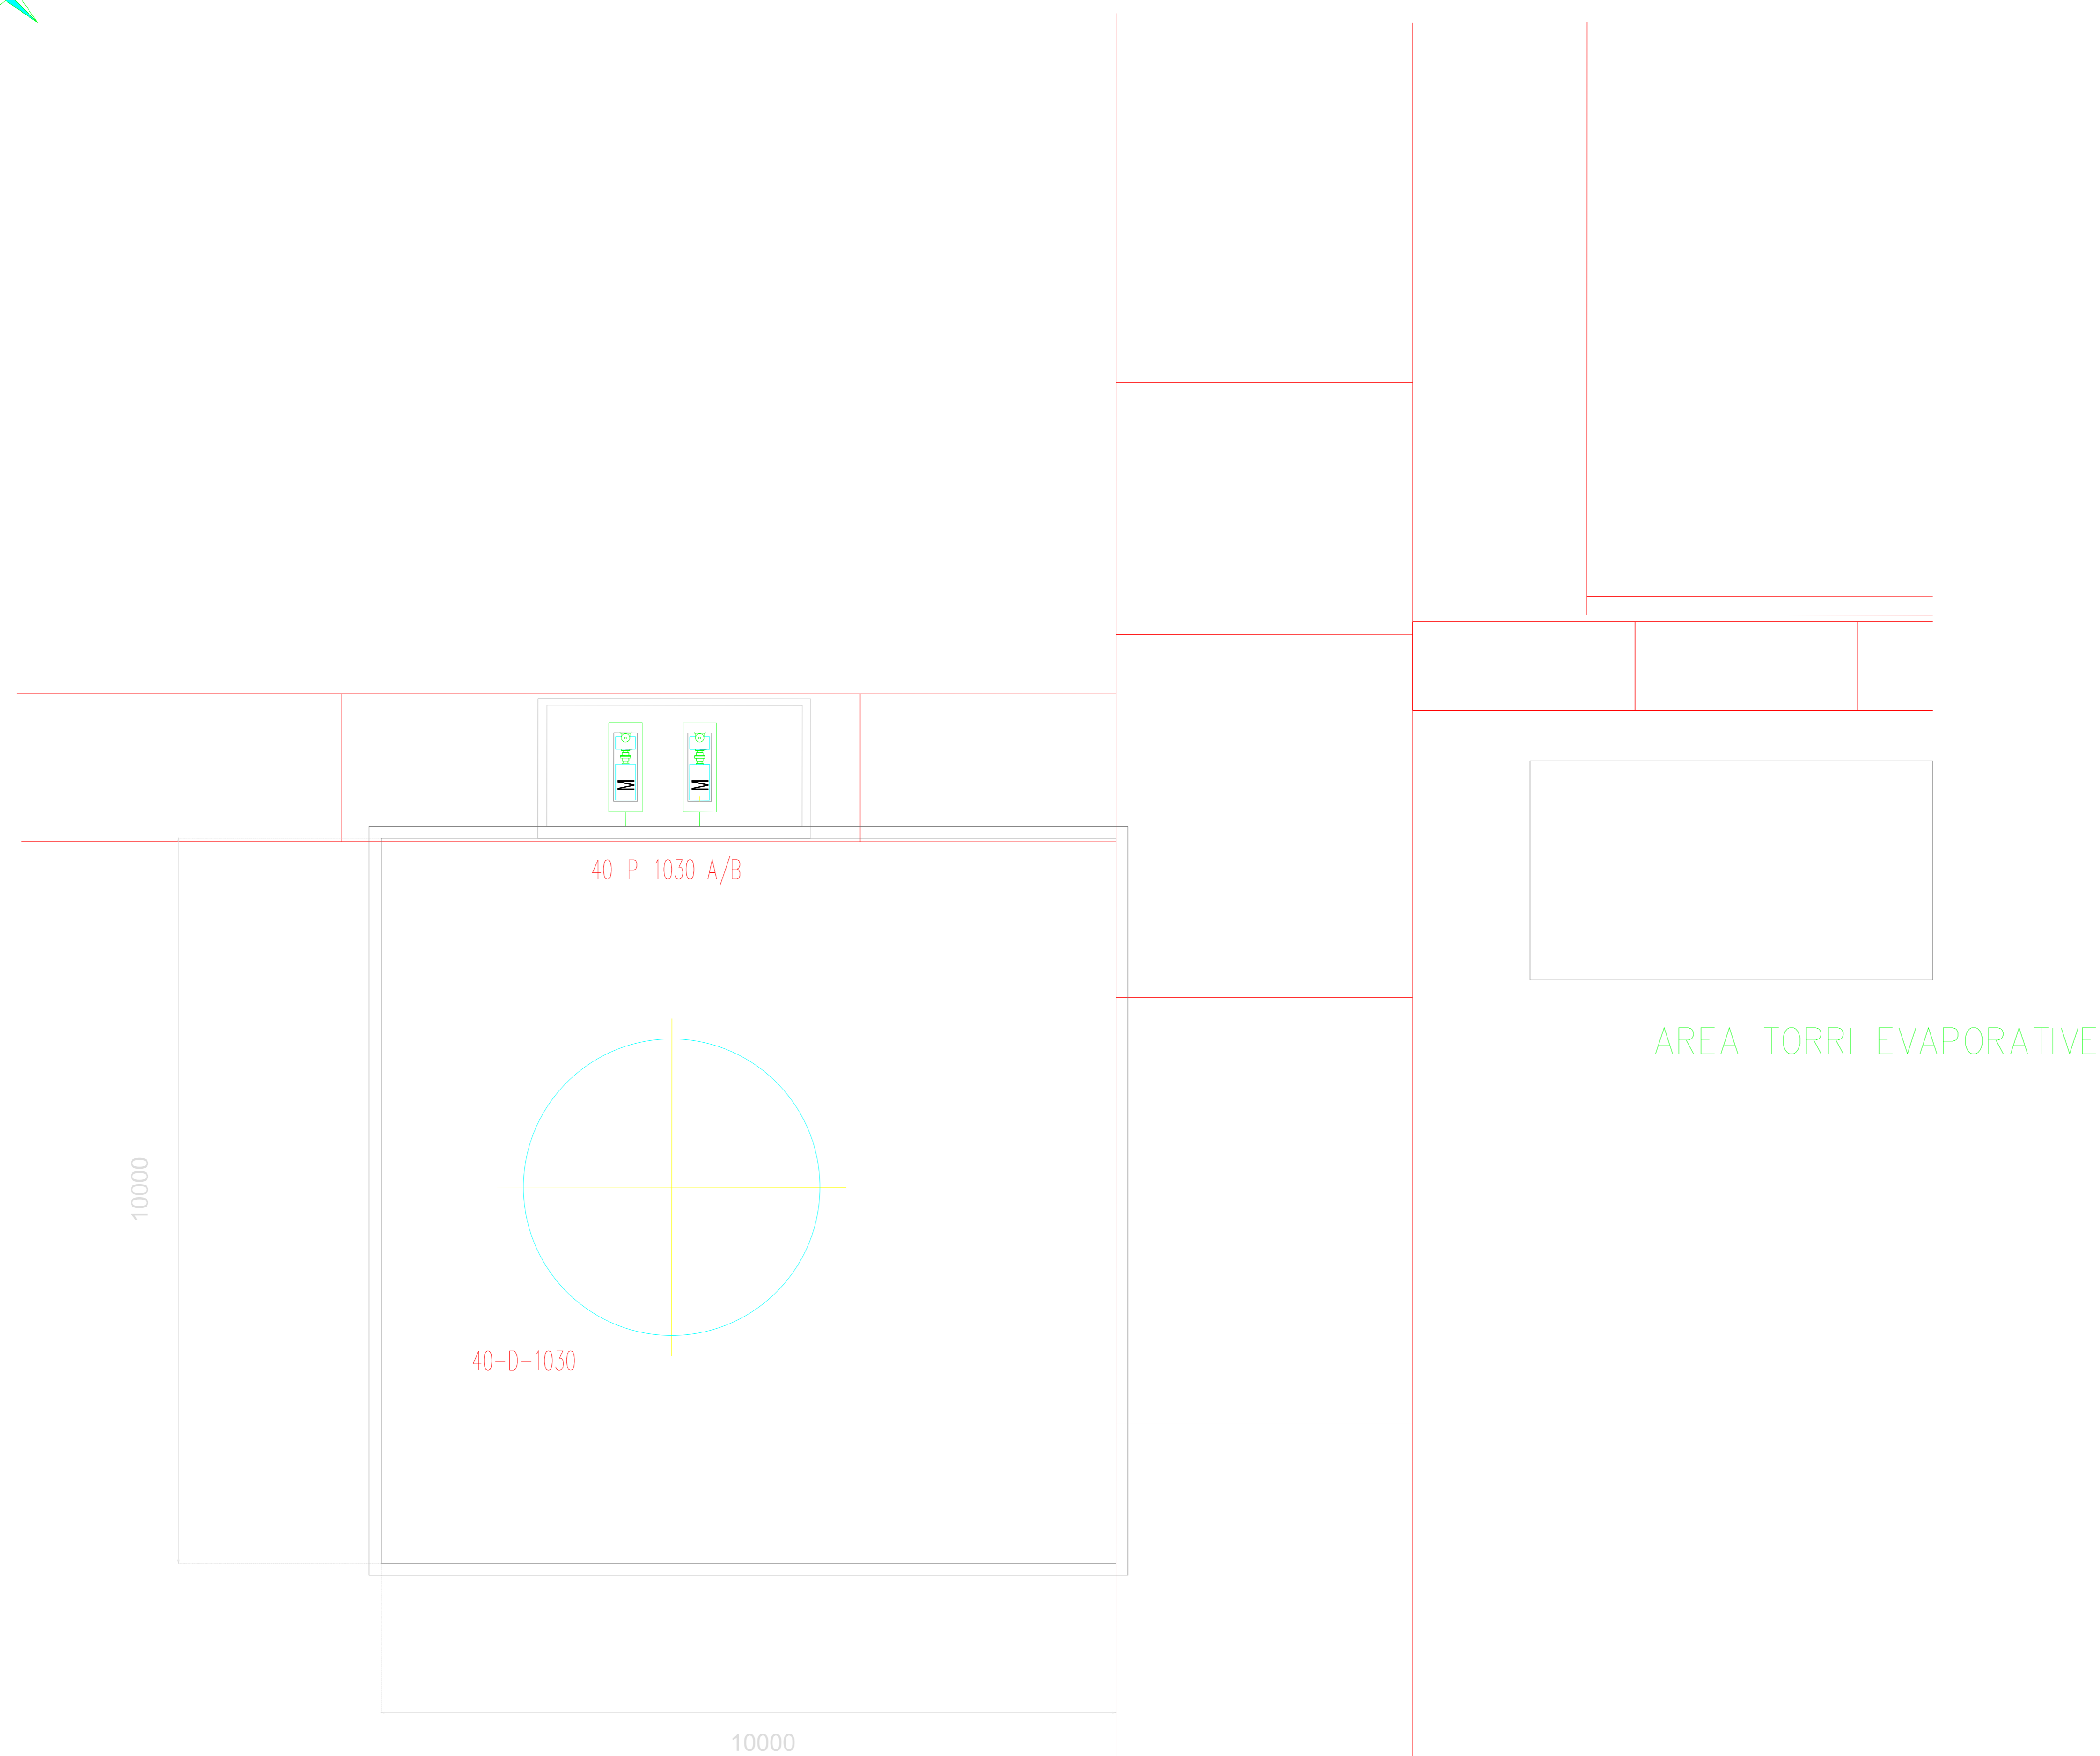 M M
40-P-1030 A/B
AREA TORRI EVAPORATIVE
10000
40-D-1030
10000